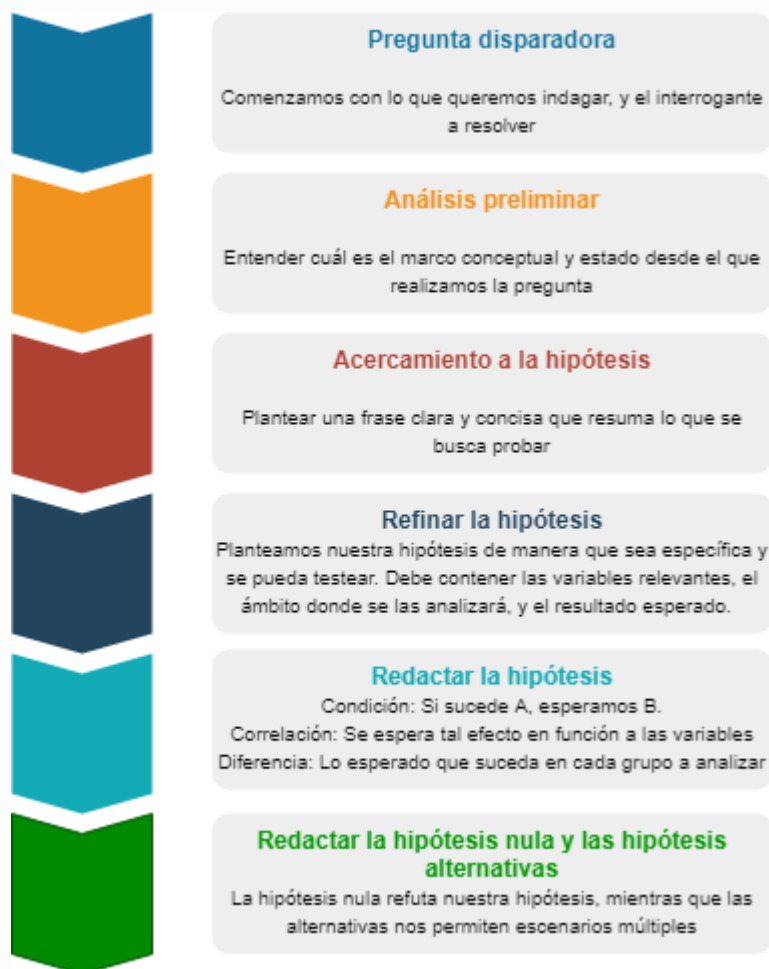 Pregunta disparadora
Comenzamos con lo que queremos indagar, y el interrogante
a resolver
Análisis preliminar
Entender cuál es el marco conceptual y estado desde el que
realizamos la pregunta
Acercamiento a la hipótesis
Plantear una frase clara y concisa que resuma lo que se
busca probar
Refinar la hipótesis
Planteamos nuestra hipótesis de manera que sea específica y
se pueda testear. Debe contener las variables relevantes, el
ámbito donde se las analizará, y el resultado esperado.
Redactar la hipótesis
Condición: Si sucede A, esperamos B.
Correlación: Se espera tal efecto en función a las variables
Diferencia: Lo esperado que suceda en cada grupo a analizar
Redactar la hipótesis nula y las hipótesis
alternativas
La hipótesis nula refuta nuestra hipótesis, mientras que las
alternativas nos permiten escenarios múltiples